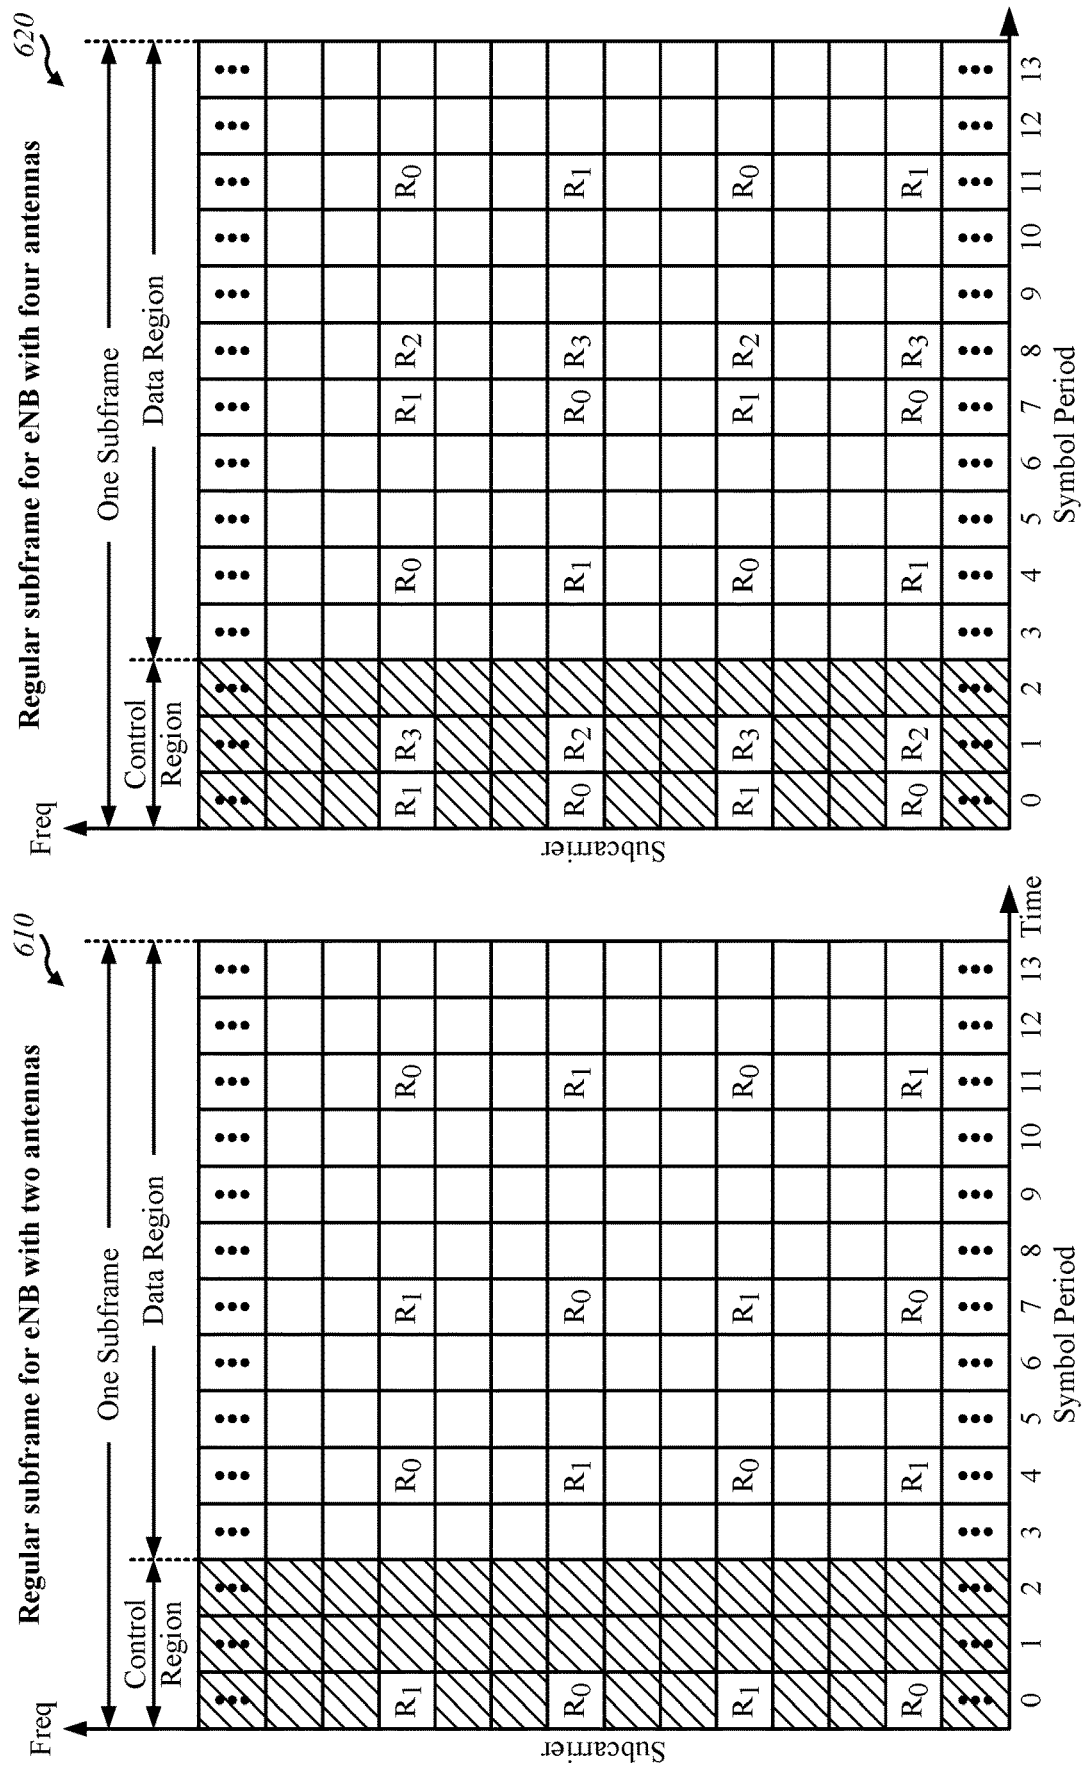 Regular subframe for eNB with two antennas
610
Freq
One Subframe
Control
Region
Data Region
Subcarrier
R1 R0 R1 R0 R0
R0 R1 R0 R1
R1 R0 R1 R0
R0 R1 R0 R1
0 1 2 3 4 5 6 7 8 9 10 11 12 13
Time
Symbol Period
Regular subframe for eNB with four antennas
620
Freq
One Subframe
Control
Region
Data Region
Subcarrier
R1 R3 R0 R1 R2 R0
R0 R2 R1 R0 R3 R1
R1 R3 R0 R1 R2 R0
R0 R2 R1 R0 R3 R1
0 1 2 3 4 5 6 7 8 9 10 11 12 13
Symbol Period